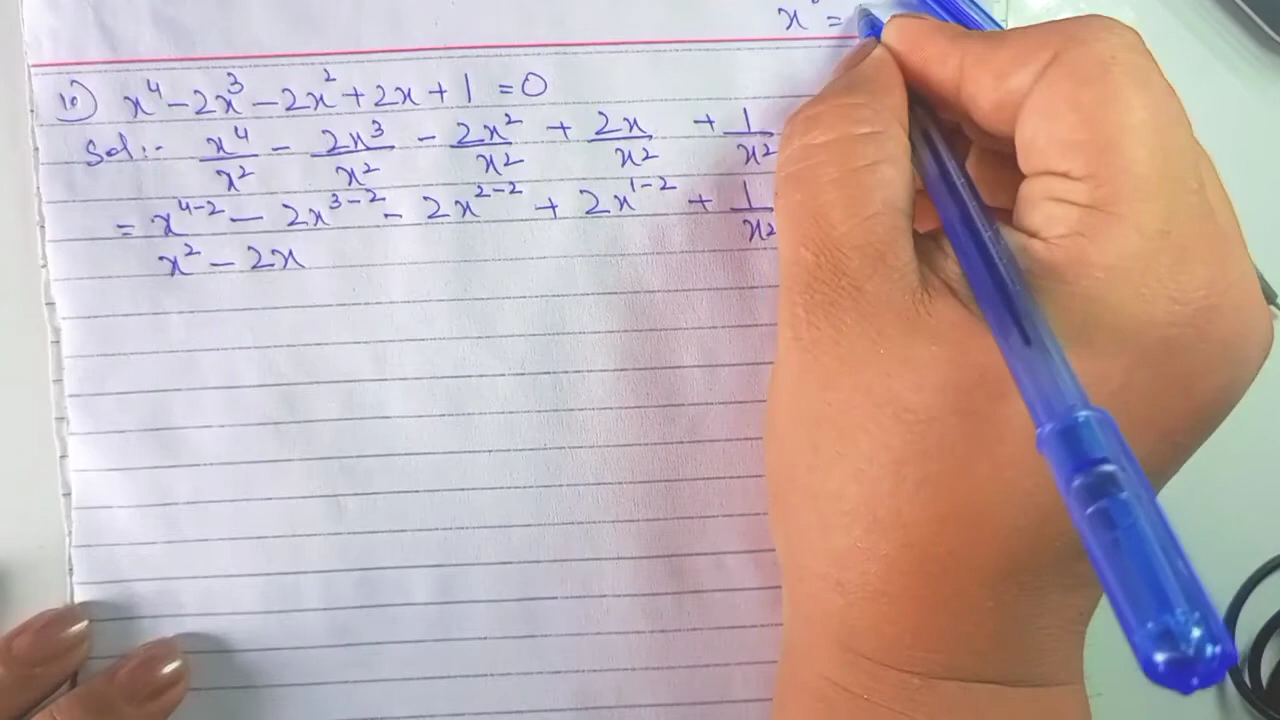 x⁰ =
10) x⁴ - 2x³ - 2x² + 2x + 1 = 0
Sol:- x⁴/x² - 2x³/x² - 2x²/x² + 2x/x² + 1/x²
= x⁴⁻² - 2x³⁻² - 2x²⁻² + 2x¹⁻² + 1/x²
x² - 2x